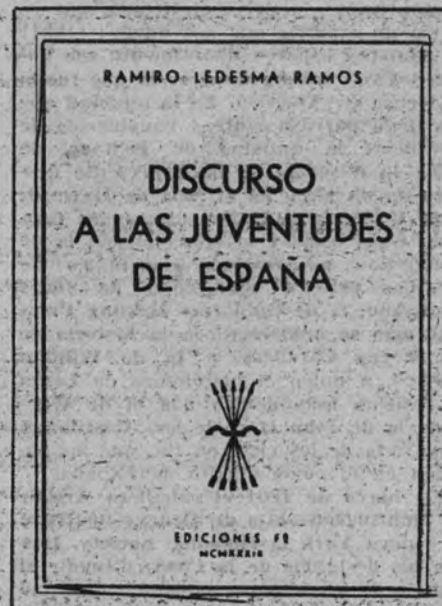 RAMIRO LEDESMA RAMOS
DISCURSO
A LAS JUVENTUDES
DE ESPAÑA
EDICIONES FE
MCMXXXIX